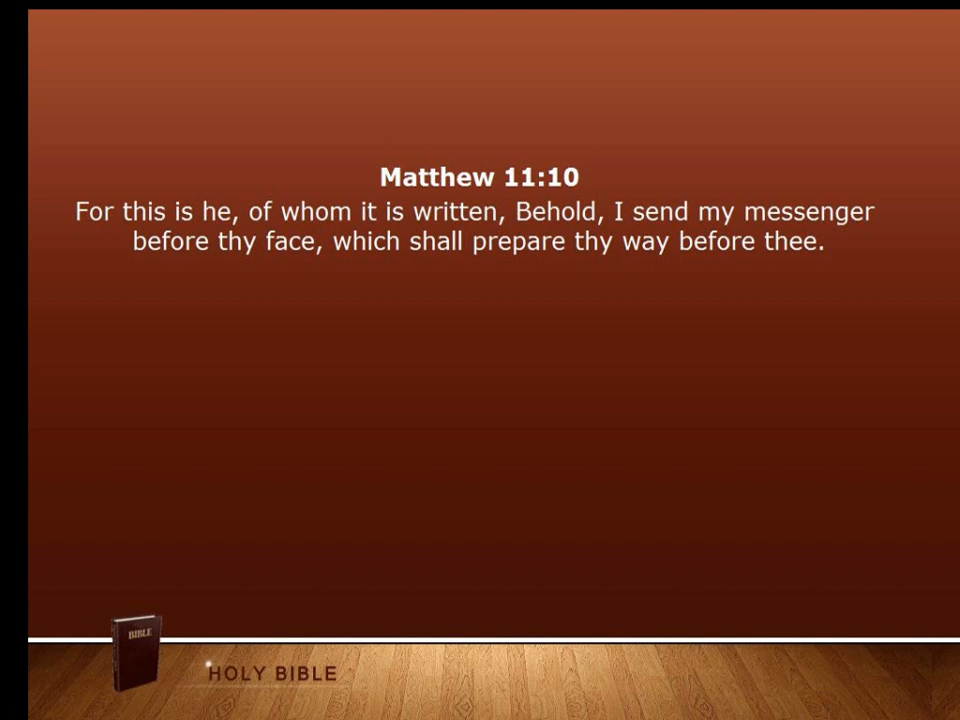 Matthew 11:10
For this is he, of whom it is written, Behold, I send my messenger
before thy face, which shall prepare thy way before thee.
BIBLE
HOLY BIBLE